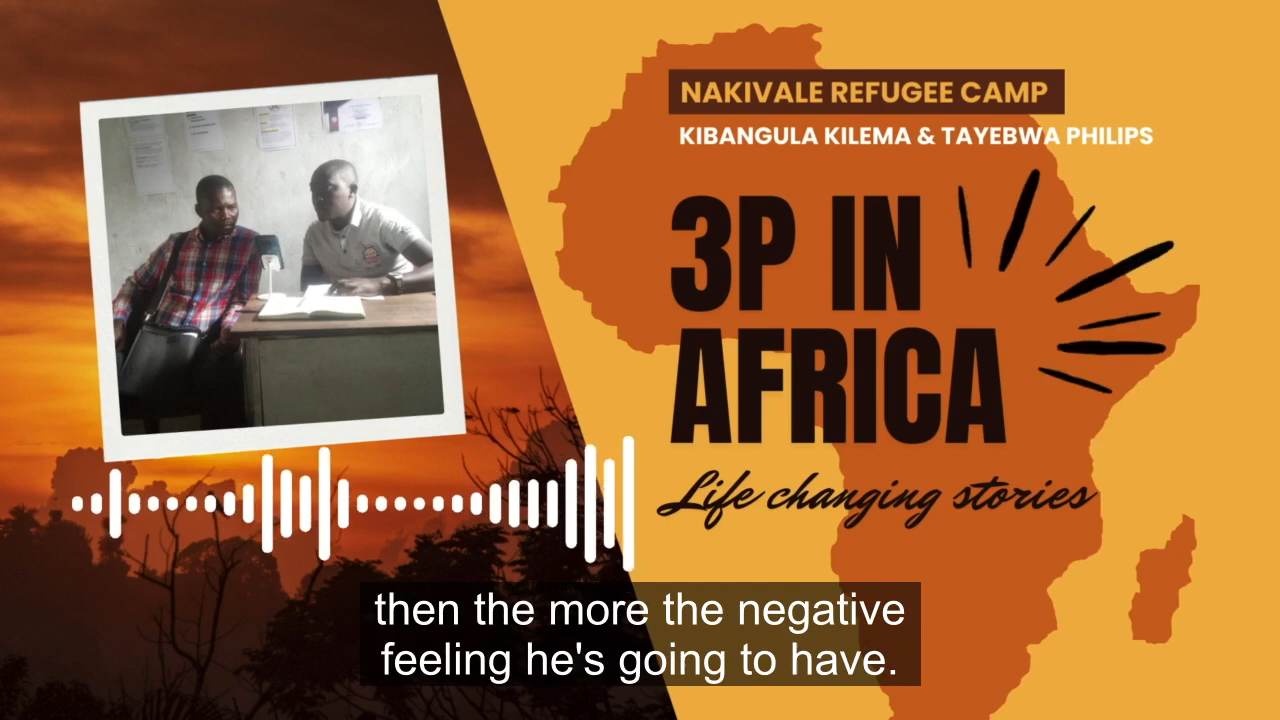 NAKIVALE REFUGEE CAMP
KIBANGULA KILEMA & TAYEBWA PHILIPS
3P IN
AFRICA
Life changing stories
then the more the negative
feeling he's going to have.